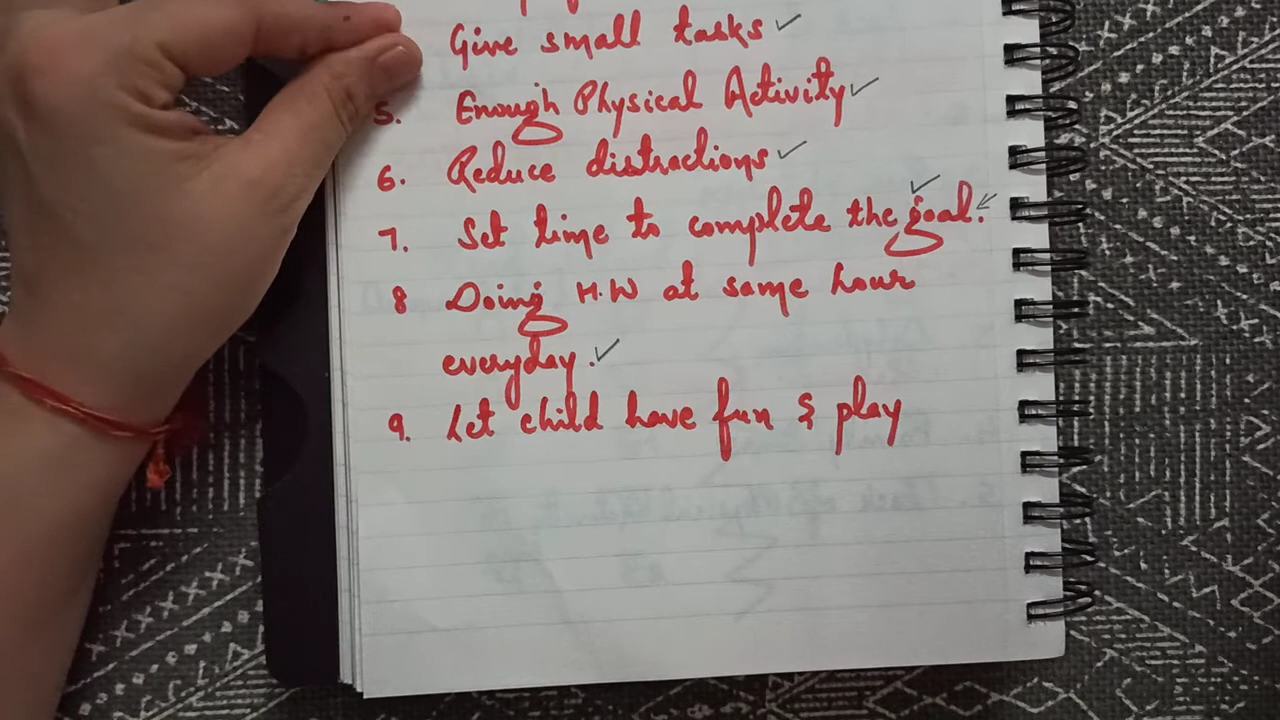 Give small tasks ✓
5. Enough Physical Activity ✓
6. Reduce distractions ✓
7. Set time to complete the goal. ✓
8 Doing H.W at same hour
everyday. ✓
9. Let child have fun & play